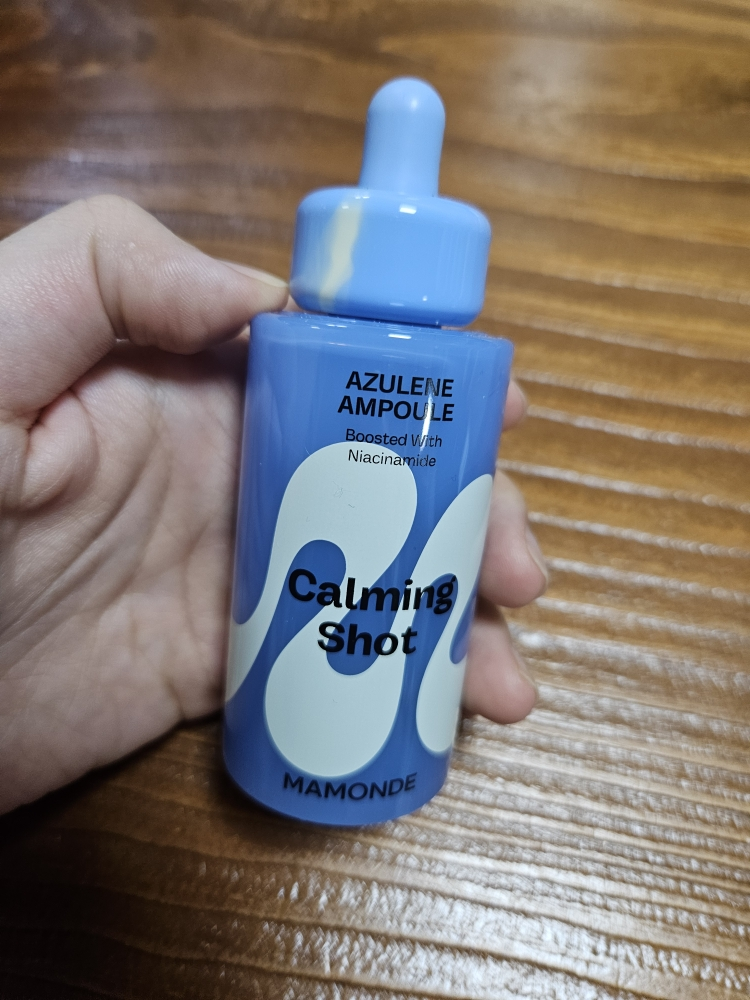 AZULENE
AMPOULE
Boosted With
Niacinamide
Calming
Shot
MAMONDE